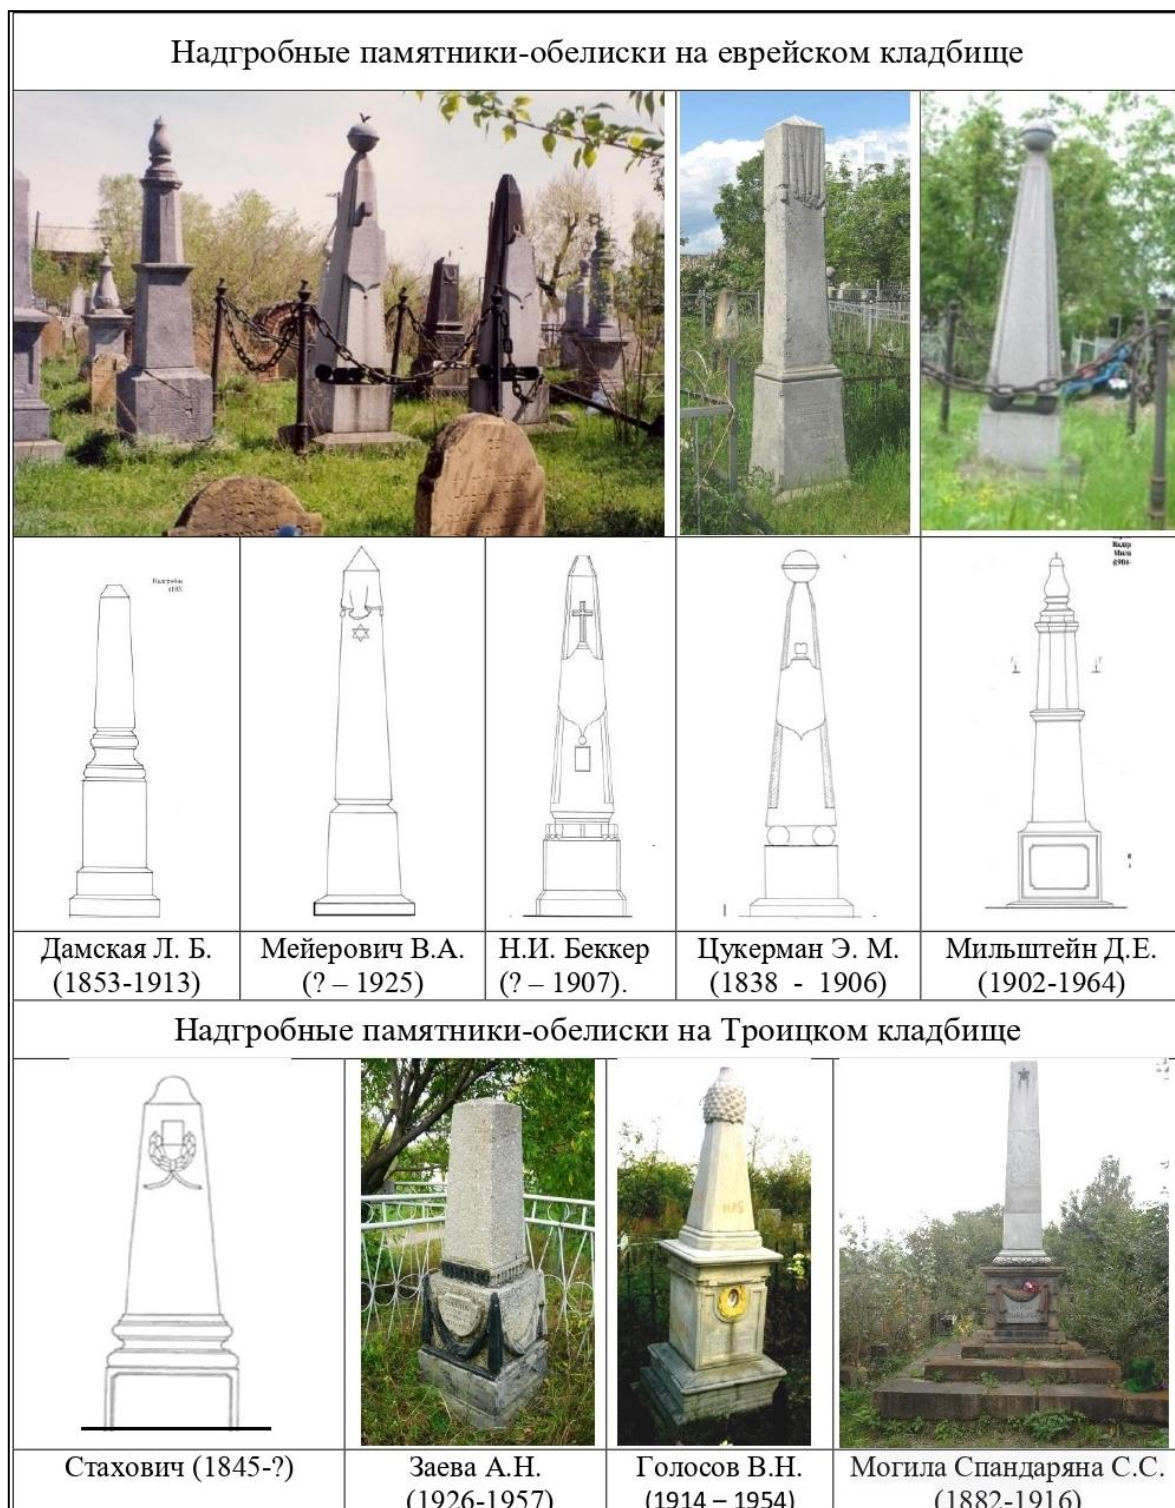 Надгробные памятники-обелиски на еврейском кладбище
Дамская Л. Б.
(1853-1913)
Мейерович В.А.
(? – 1925)
Н.И. Беккер
(? – 1907).
Цукерман Э. М.
(1838 - 1906)
Мильштейн Д.Е.
(1902-1964)
Надгробные памятники-обелиски на Троицком кладбище
Стахович (1845-?)
Заева А.Н.
(1926-1957)
Голосов В.Н.
(1914 – 1954)
Могила Спандаряна С.С.
(1882-1916)